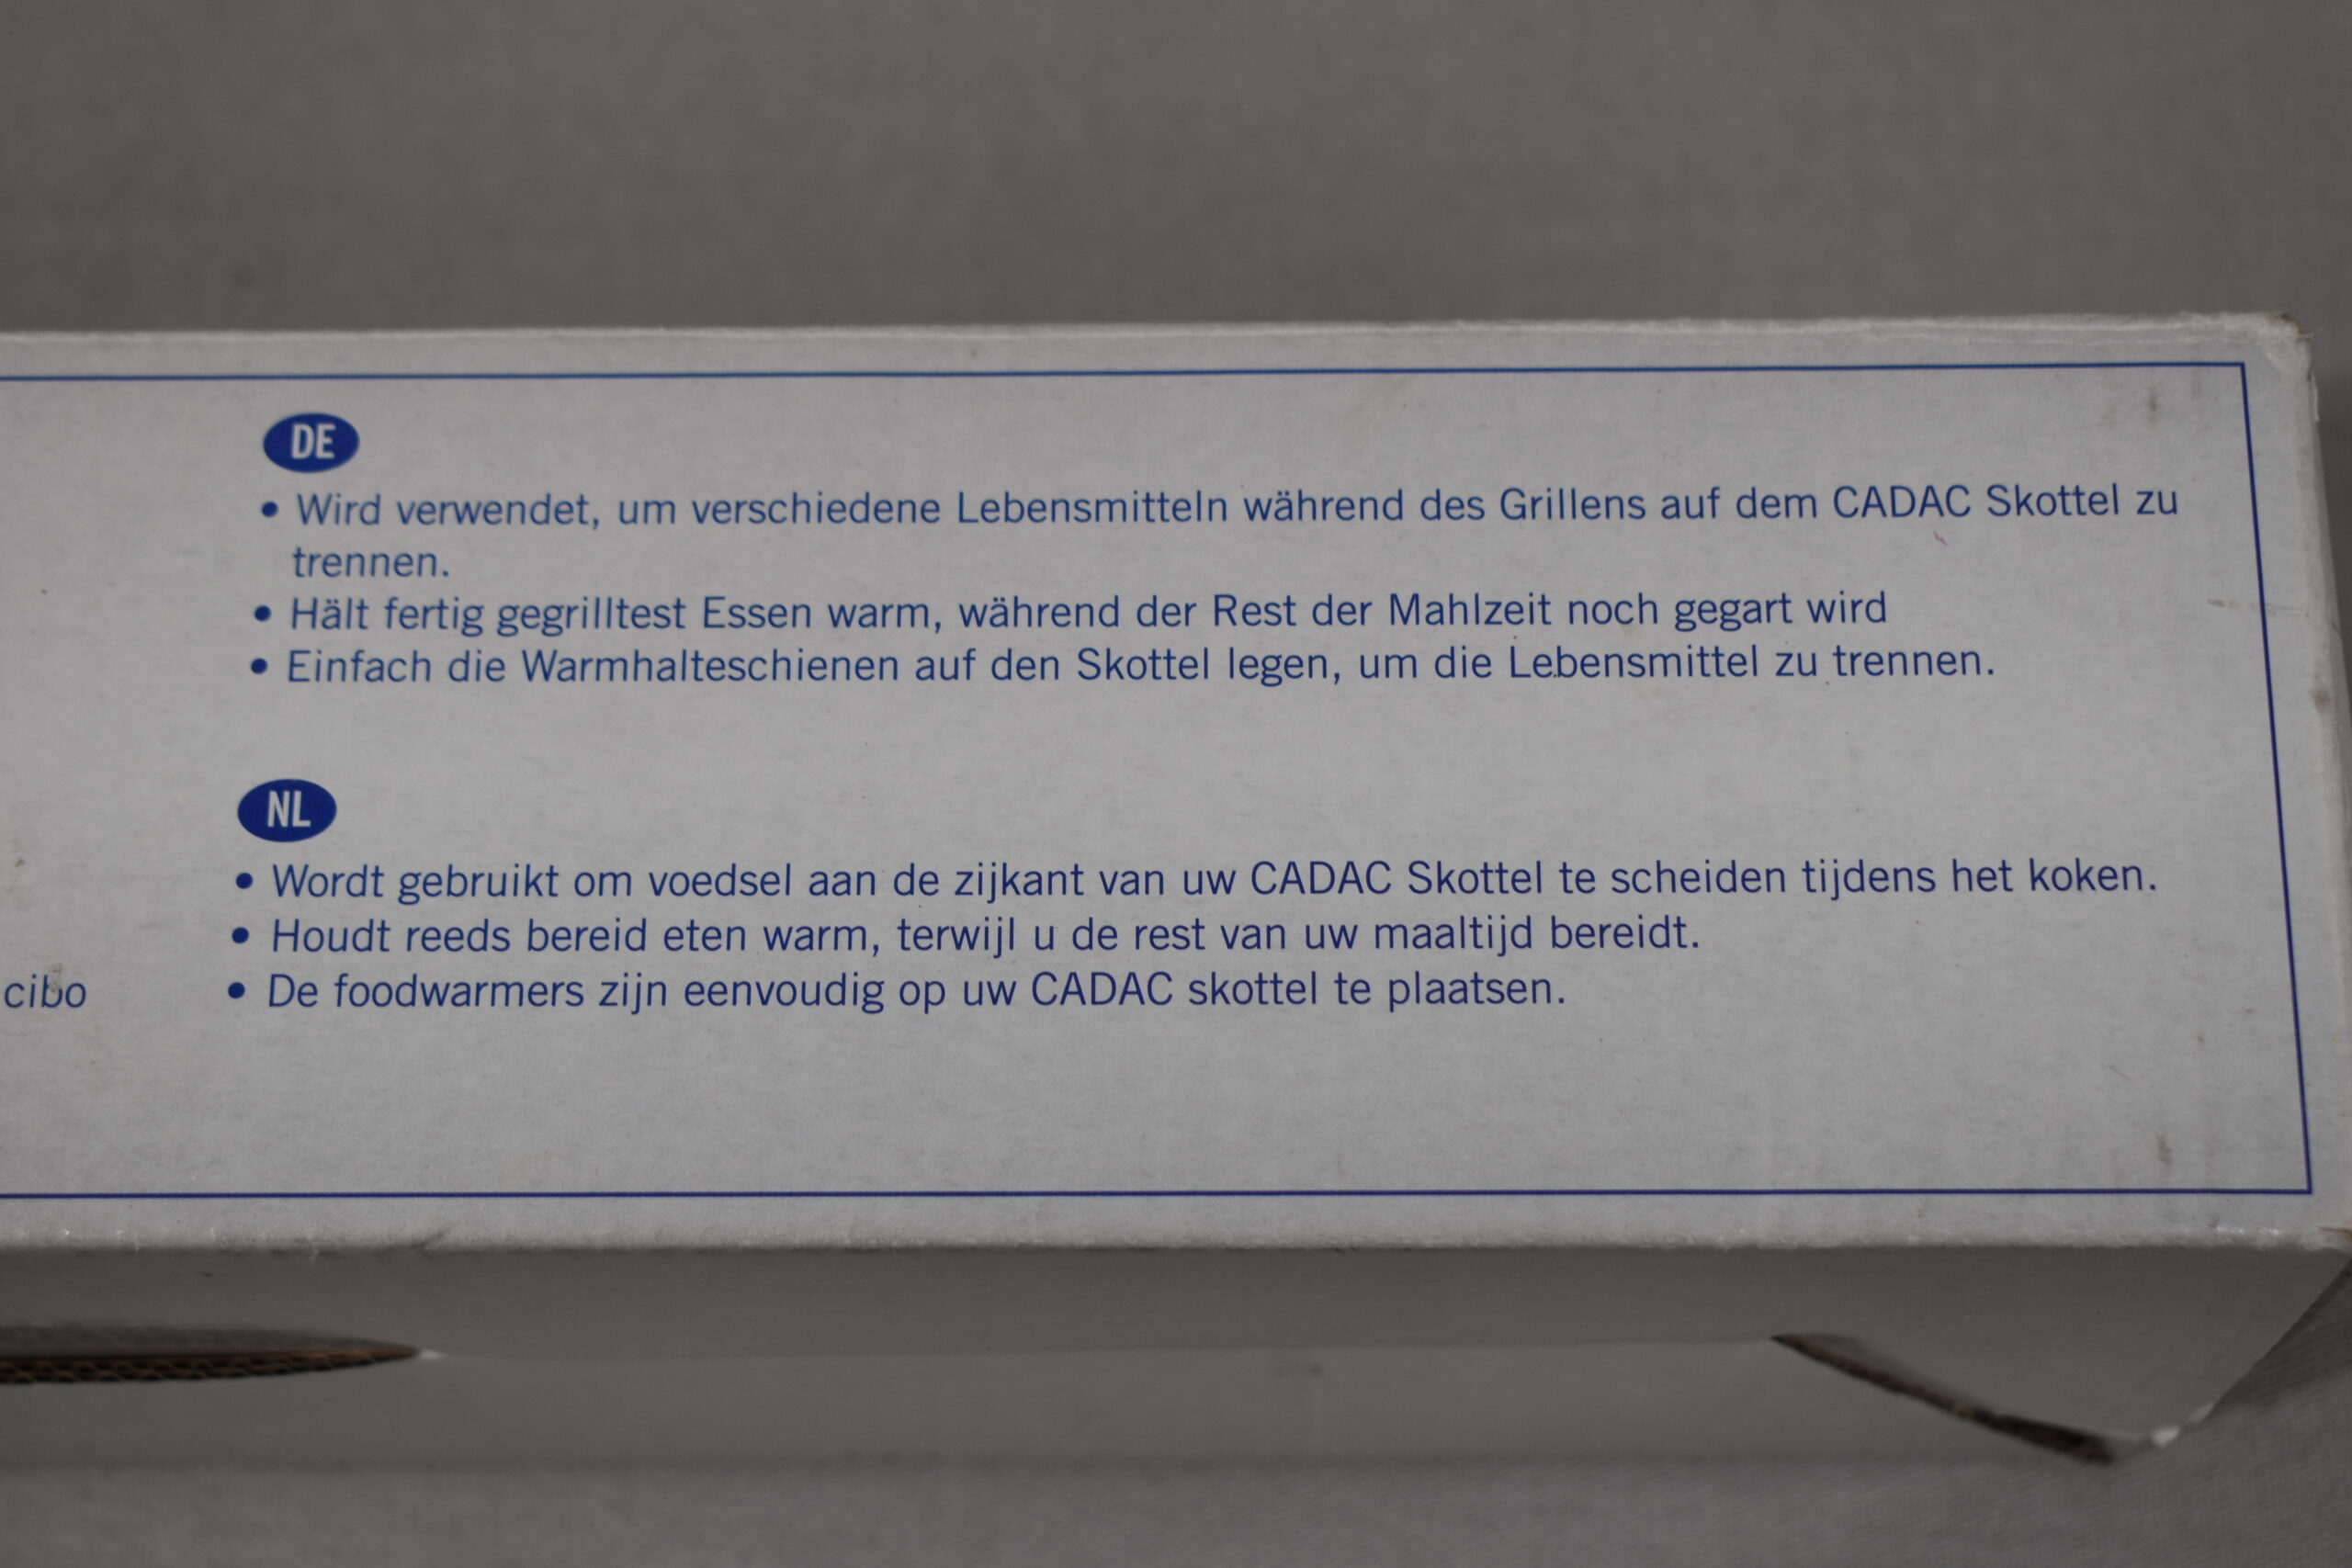 DE
• Wird verwendet, um verschiedene Lebensmitteln während des Grillens auf dem CADAC Skottel zu
trennen.
• Hält fertig gegrilltest Essen warm, während der Rest der Mahlzeit noch gegart wird
• Einfach die Warmhalteschienen auf den Skottel legen, um die Lebensmittel zu trennen.
NL
• Wordt gebruikt om voedsel aan de zijkant van uw CADAC Skottel te scheiden tijdens het koken.
• Houdt reeds bereid eten warm, terwijl u de rest van uw maaltijd bereidt.
• De foodwarmers zijn eenvoudig op uw CADAC skottel te plaatsen.
cibo